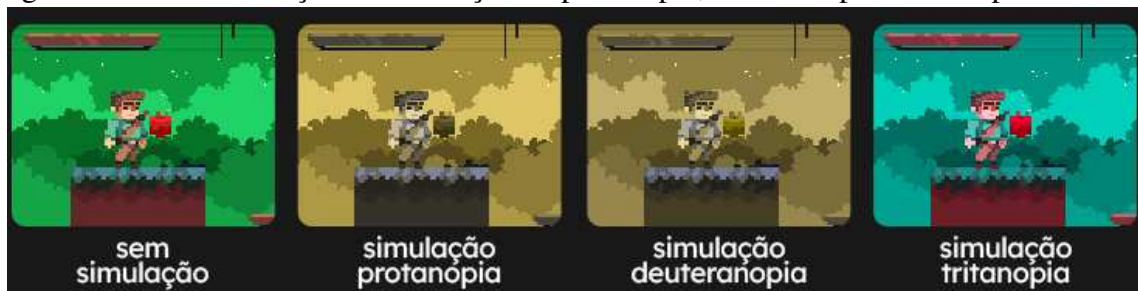 sem
simulação
simulação
protanopia
simulação
deuteranopia
simulação
tritanopia